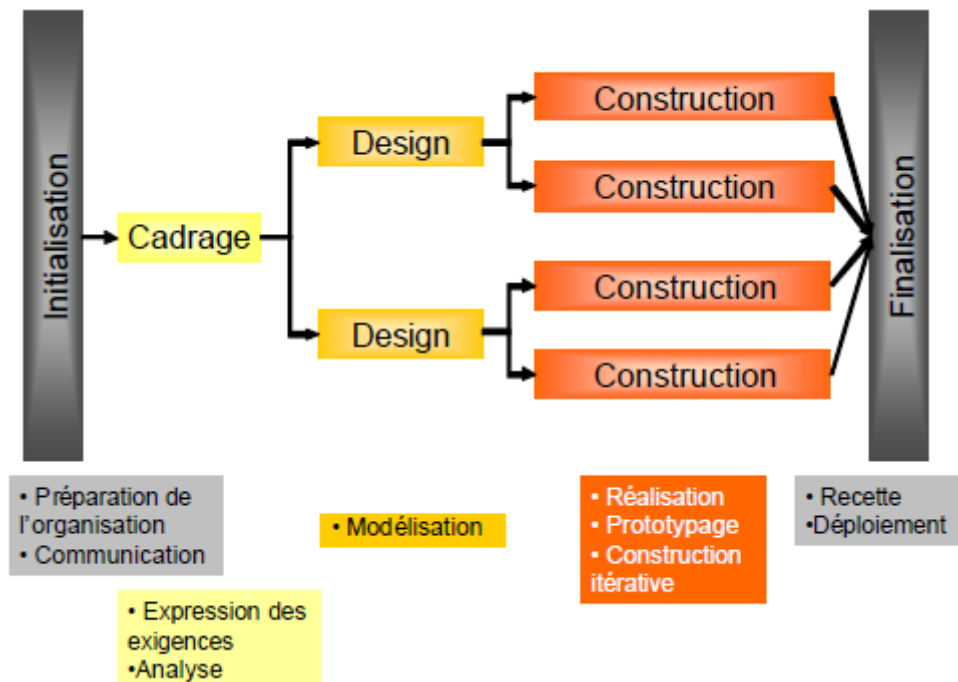 Initialisation
Cadrage
Design
Design
Construction
Construction
Construction
Construction
Finalisation
• Préparation de
l'organisation
• Communication
• Expression des
exigences
•Analyse
• Modélisation
• Réalisation
• Prototypage
• Construction
itérative
• Recette
•Déploiement